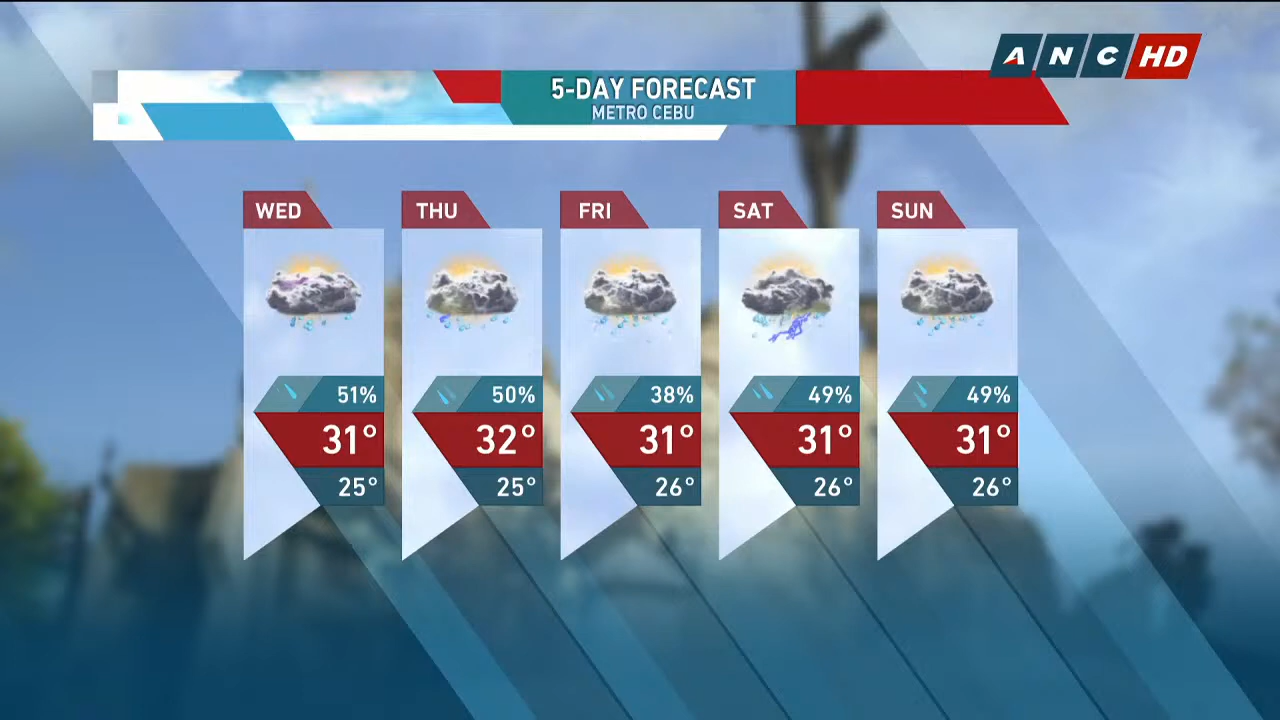 ANC HD
5-DAY FORECAST
METRO CEBU
WED
51%
31°
25°
THU
50%
32°
25°
FRI
38%
31°
26°
SAT
49%
31°
26°
SUN
49%
31°
26°